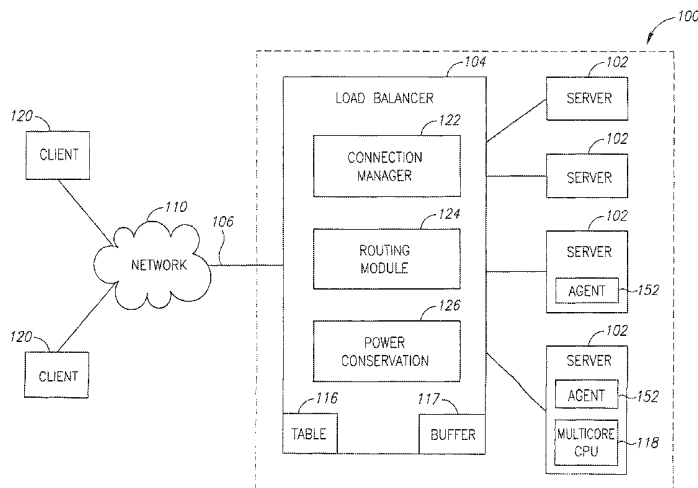 100
104
LOAD BALANCER
102
SERVER
120
CLIENT
122
CONNECTION
MANAGER
102
SERVER
110
NETWORK
106
124
ROUTING
MODULE
102
SERVER
AGENT
152
126
POWER
CONSERVATION
120
CLIENT
102
SERVER
AGENT
152
MULTICORE
CPU
118
116
TABLE
117
BUFFER